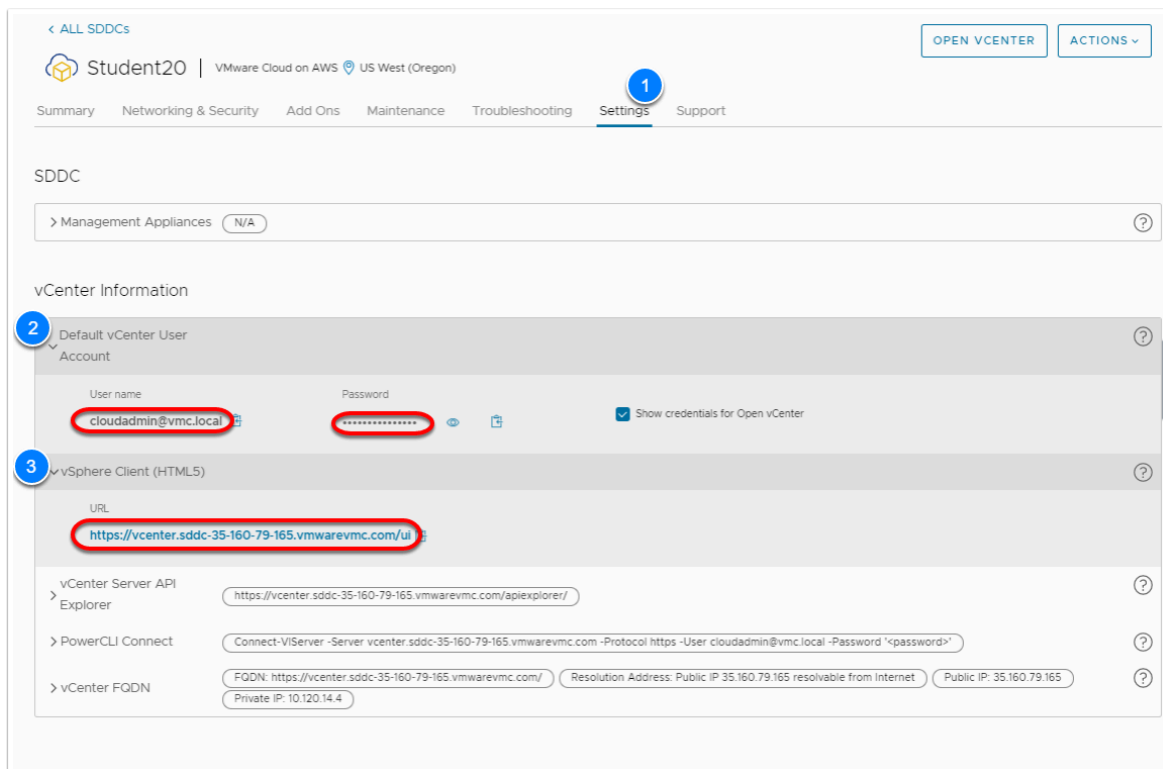 < ALL SDDCs
OPEN VCENTER
ACTIONS
Student20 | VMware Cloud on AWS US West (Oregon)
1
Summary Networking & Security Add Ons Maintenance Troubleshooting Settings Support
SDDC
> Management Appliances N/A
vCenter Information
2
Default vCenter User
Account
User name Password
cloudadmin@vmc.local •••••••••••••••
Show credentials for Open vCenter
3
vSphere Client (HTML5)
URL
https://vcenter.sddc-35-160-79-165.vmwarevmc.com/ui
vCenter Server API
Explorer
https://vcenter.sddc-35-160-79-165.vmwarevmc.com/apiexplorer/
> PowerCLI Connect Connect-VIServer -Server vcenter.sddc-35-160-79-165.vmwarevmc.com -Protocol https -User cloudadmin@vmc.local -Password '<password>'
> vCenter FQDN
FQDN: https://vcenter.sddc-35-160-79-165.vmwarevmc.com/ Resolution Address: Public IP 35.160.79.165 resolvable from Internet Public IP: 35.160.79.165
Private IP: 10.120.14.4